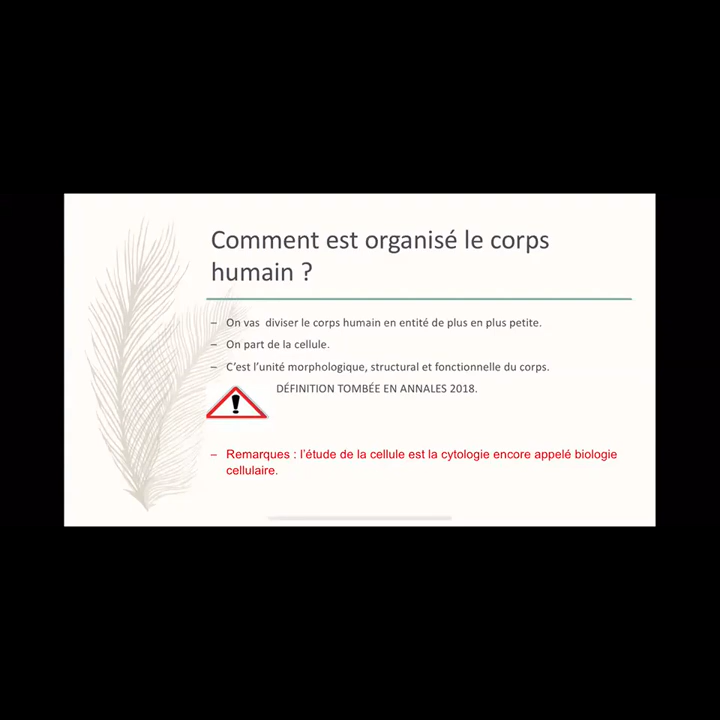 Comment est organisé le corps
humain ?
– On vas diviser le corps humain en entité de plus en plus petite.
– On part de la cellule.
– C’est l’unité morphologique, structural et fonctionnelle du corps.
DÉFINITION TOMBÉE EN ANNALES 2018.
– Remarques : l’étude de la cellule est la cytologie encore appelé biologie
cellulaire.